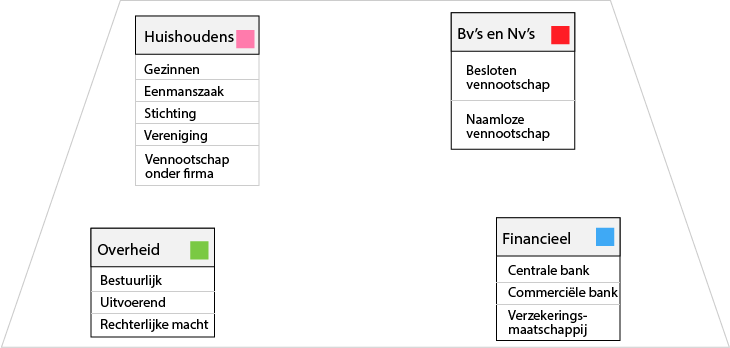 Huishoudens
Gezinnen
Eenmanszaak
Stichting
Vereniging
Vennootschap
onder firma
Bv's en Nv's
Besloten
vennootschap
Naamloze
vennootschap
Overheid
Bestuurlijk
Uitvoerend
Rechterlijke macht
Financieel
Centrale bank
Commerciële bank
Verzekerings-
maatschappij